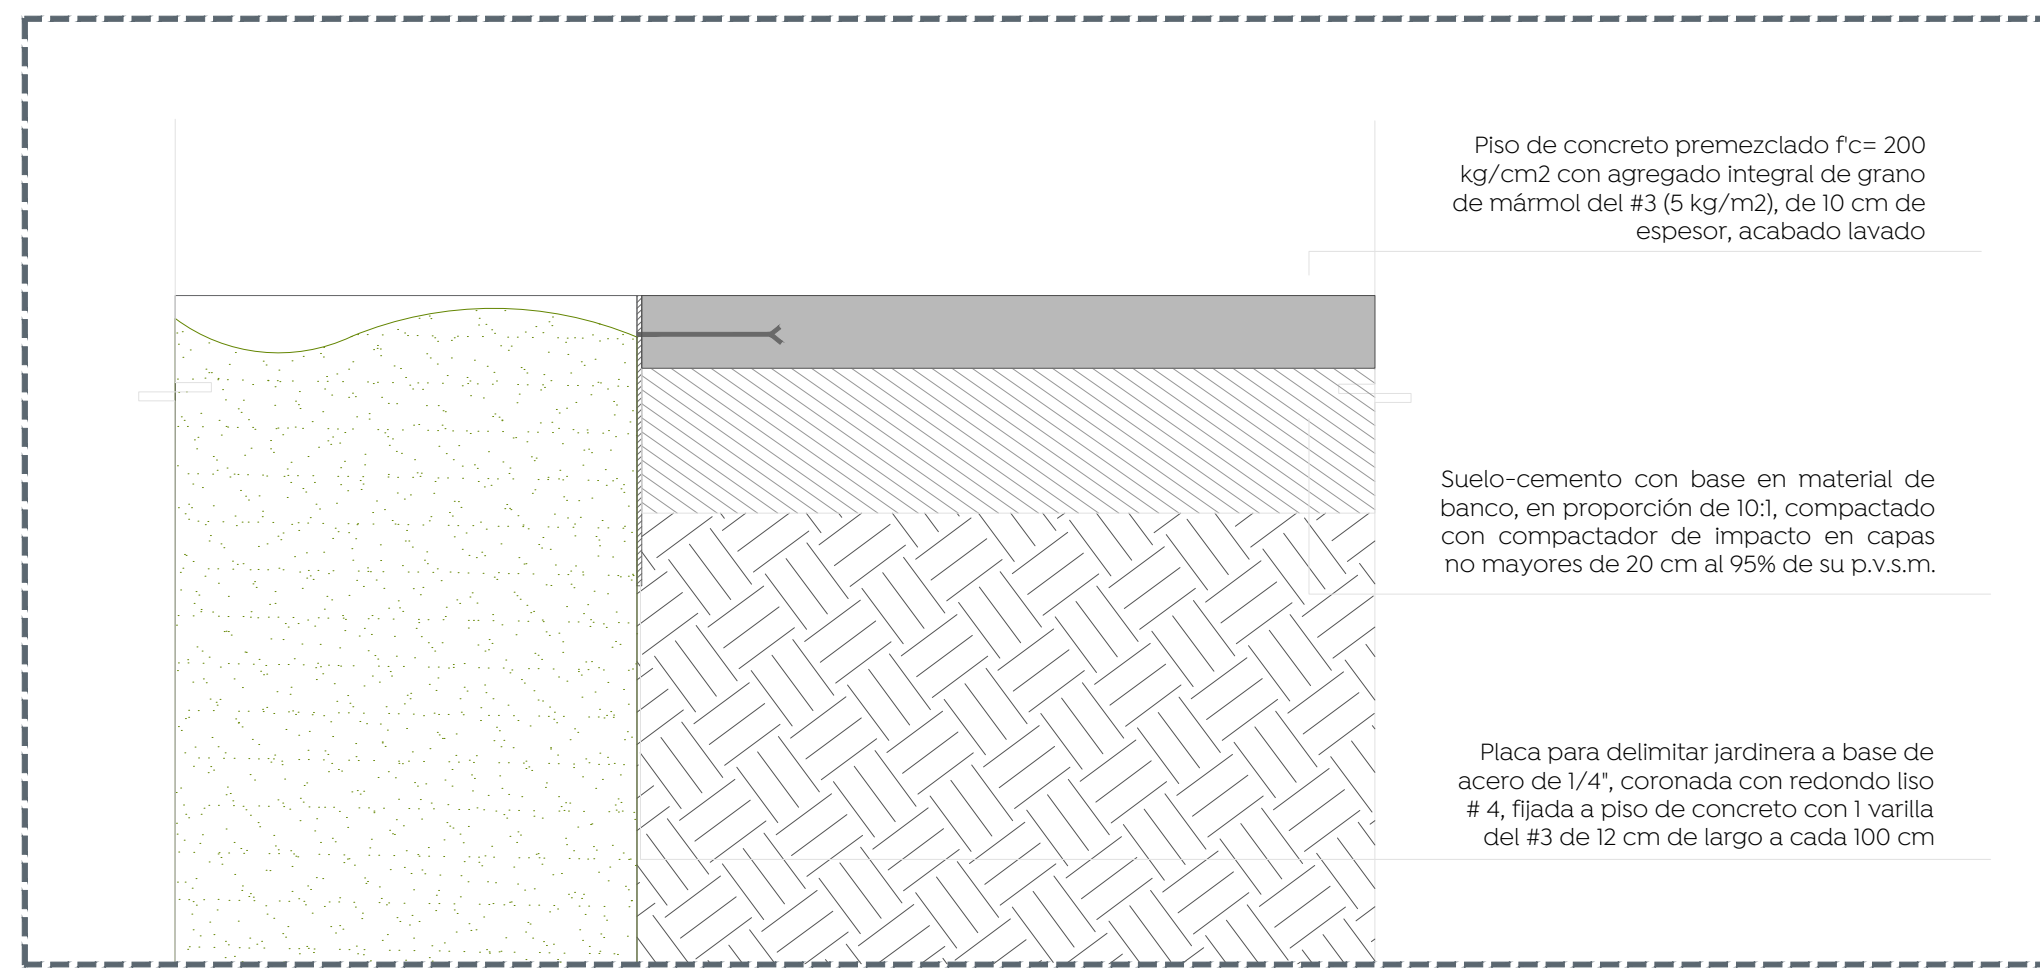 Piso de concreto premezclado f'c= 200
kg/cm2 con agregado integral de grano
de mármol del #3 (5 kg/m2), de 10 cm de
espesor, acabado lavado
Suelo-cemento con base en material de
banco, en proporción de 10:1, compactado
con compactador de impacto en capas
no mayores de 20 cm al 95% de su p.v.s.m.
Placa para delimitar jardinera a base de
acero de 1/4", coronada con redondo liso
# 4, fijada a piso de concreto con 1 varilla
del #3 de 12 cm de largo a cada 100 cm